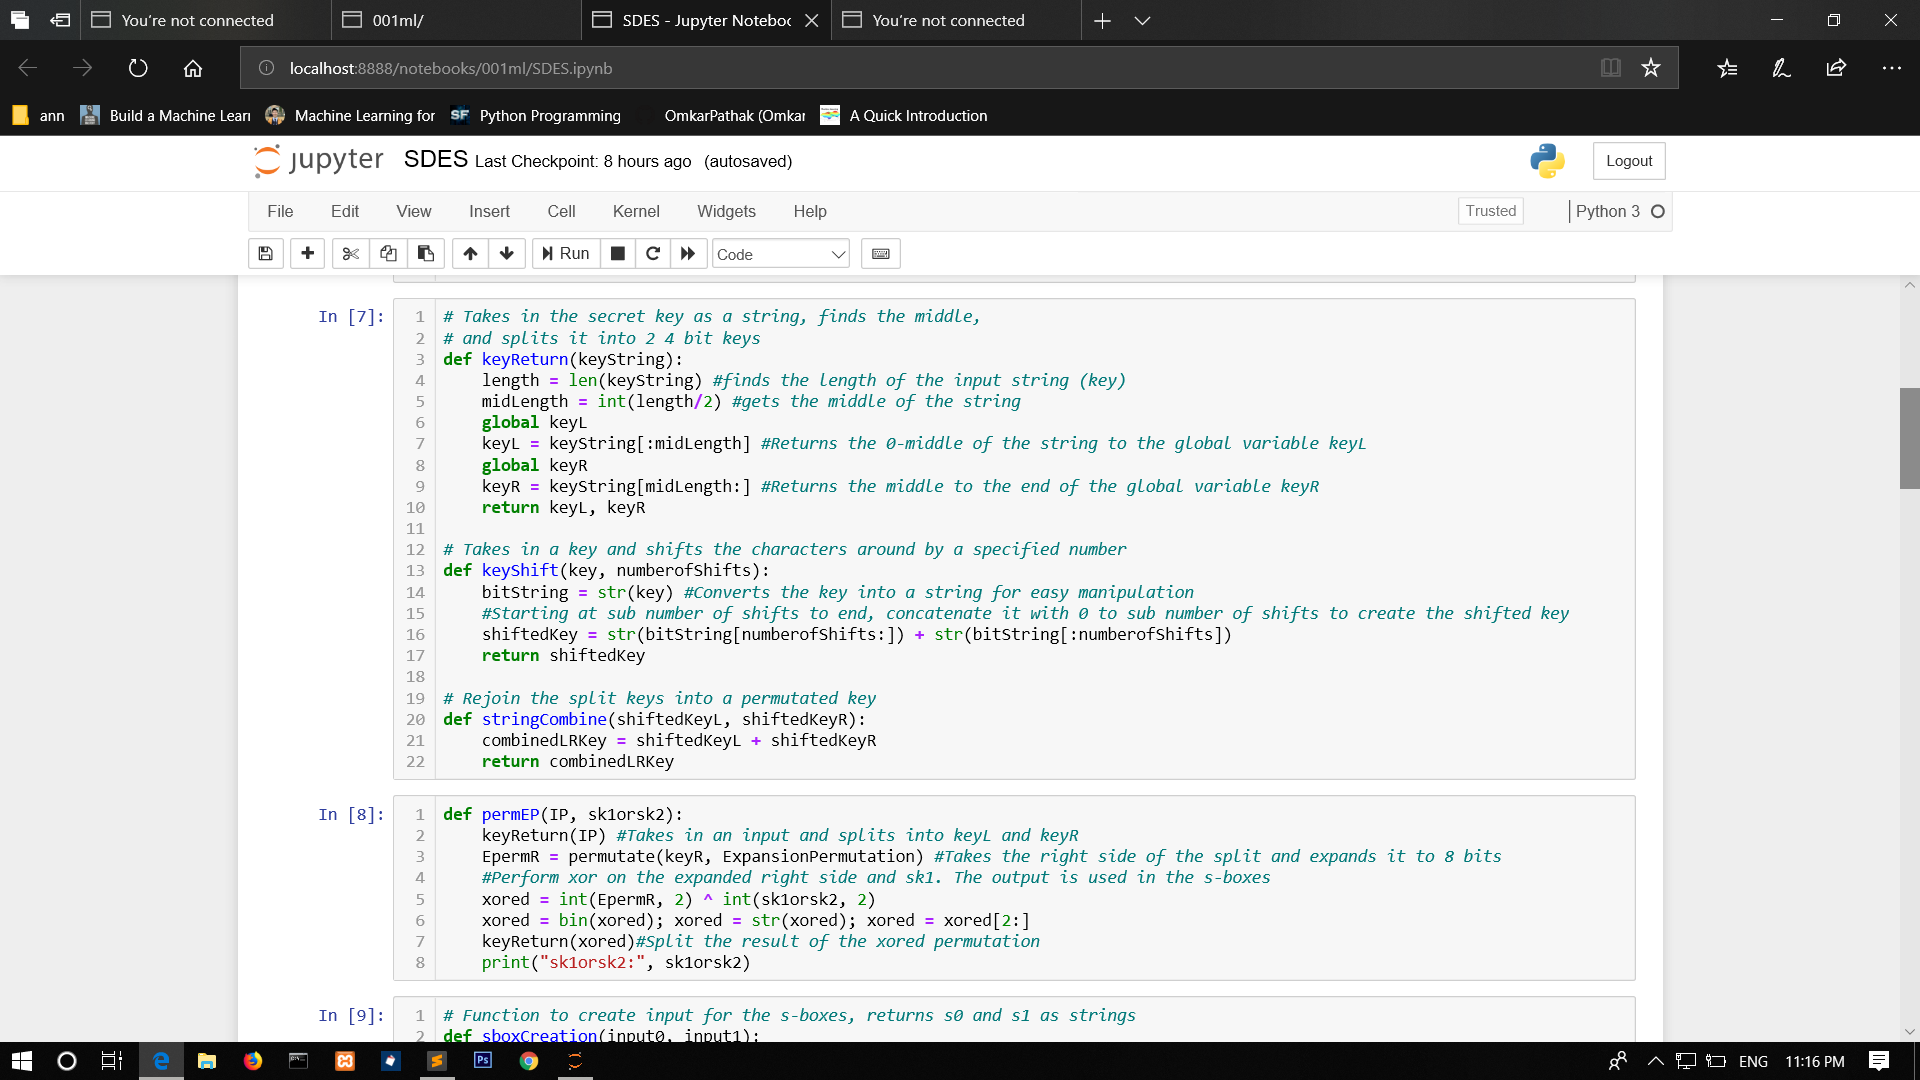 You're not connected
001ml/
SDES - Jupyter Noteboo
You're not connected
localhost:8888/notebooks/001ml/SDES.ipynb
ann
Build a Machine Learn
Machine Learning for
SF
Python Programming
OmkarPathak (Omkar
A Quick Introduction
jupyter SDES Last Checkpoint: 8 hours ago (autosaved)
Logout
File Edit View Insert Cell Kernel Widgets Help
Trusted
Python 3
Run
Code
In [7]:
1 # Takes in the secret key as a string, finds the middle,
2 # and splits it into 2 4 bit keys
3 def keyReturn(keyString):
4     length = len(keyString) #finds the length of the input string (key)
5     midLength = int(length/2) #gets the middle of the string
6     global keyL
7     keyL = keyString[:midLength] #Returns the 0-middle of the string to the global variable keyL
8     global keyR
9     keyR = keyString[midLength:] #Returns the middle to the end of the global variable keyR
10     return keyL, keyR
11
12 # Takes in a key and shifts the characters around by a specified number
13 def keyShift(key, numberofShifts):
14     bitString = str(key) #Converts the key into a string for easy manipulation
15     #Starting at sub number of shifts to end, concatenate it with 0 to sub number of shifts to create the shifted key
16     shiftedKey = str(bitString[numberofShifts:]) + str(bitString[:numberofShifts])
17     return shiftedKey
18
19 # Rejoin the split keys into a permutated key
20 def stringCombine(shiftedKeyL, shiftedKeyR):
21     combinedLRKey = shiftedKeyL + shiftedKeyR
22     return combinedLRKey
In [8]:
1 def permEP(IP, sk1orsk2):
2     keyReturn(IP) #Takes in an input and splits into keyL and keyR
3     EpermR = permutate(keyR, ExpansionPermutation) #Takes the right side of the split and expands it to 8 bits
4     #Perform xor on the expanded right side and sk1. The output is used in the s-boxes
5     xored = int(EpermR, 2) ^ int(sk1orsk2, 2)
6     xored = bin(xored); xored = str(xored); xored = xored[2:]
7     keyReturn(xored)#Split the result of the xored permutation
8     print("sk1orsk2:", sk1orsk2)
In [9]:
1 # Function to create input for the s-boxes, returns s0 and s1 as strings
2 def sboxCreation(input0, input1):
Ps
ENG
11:16 PM